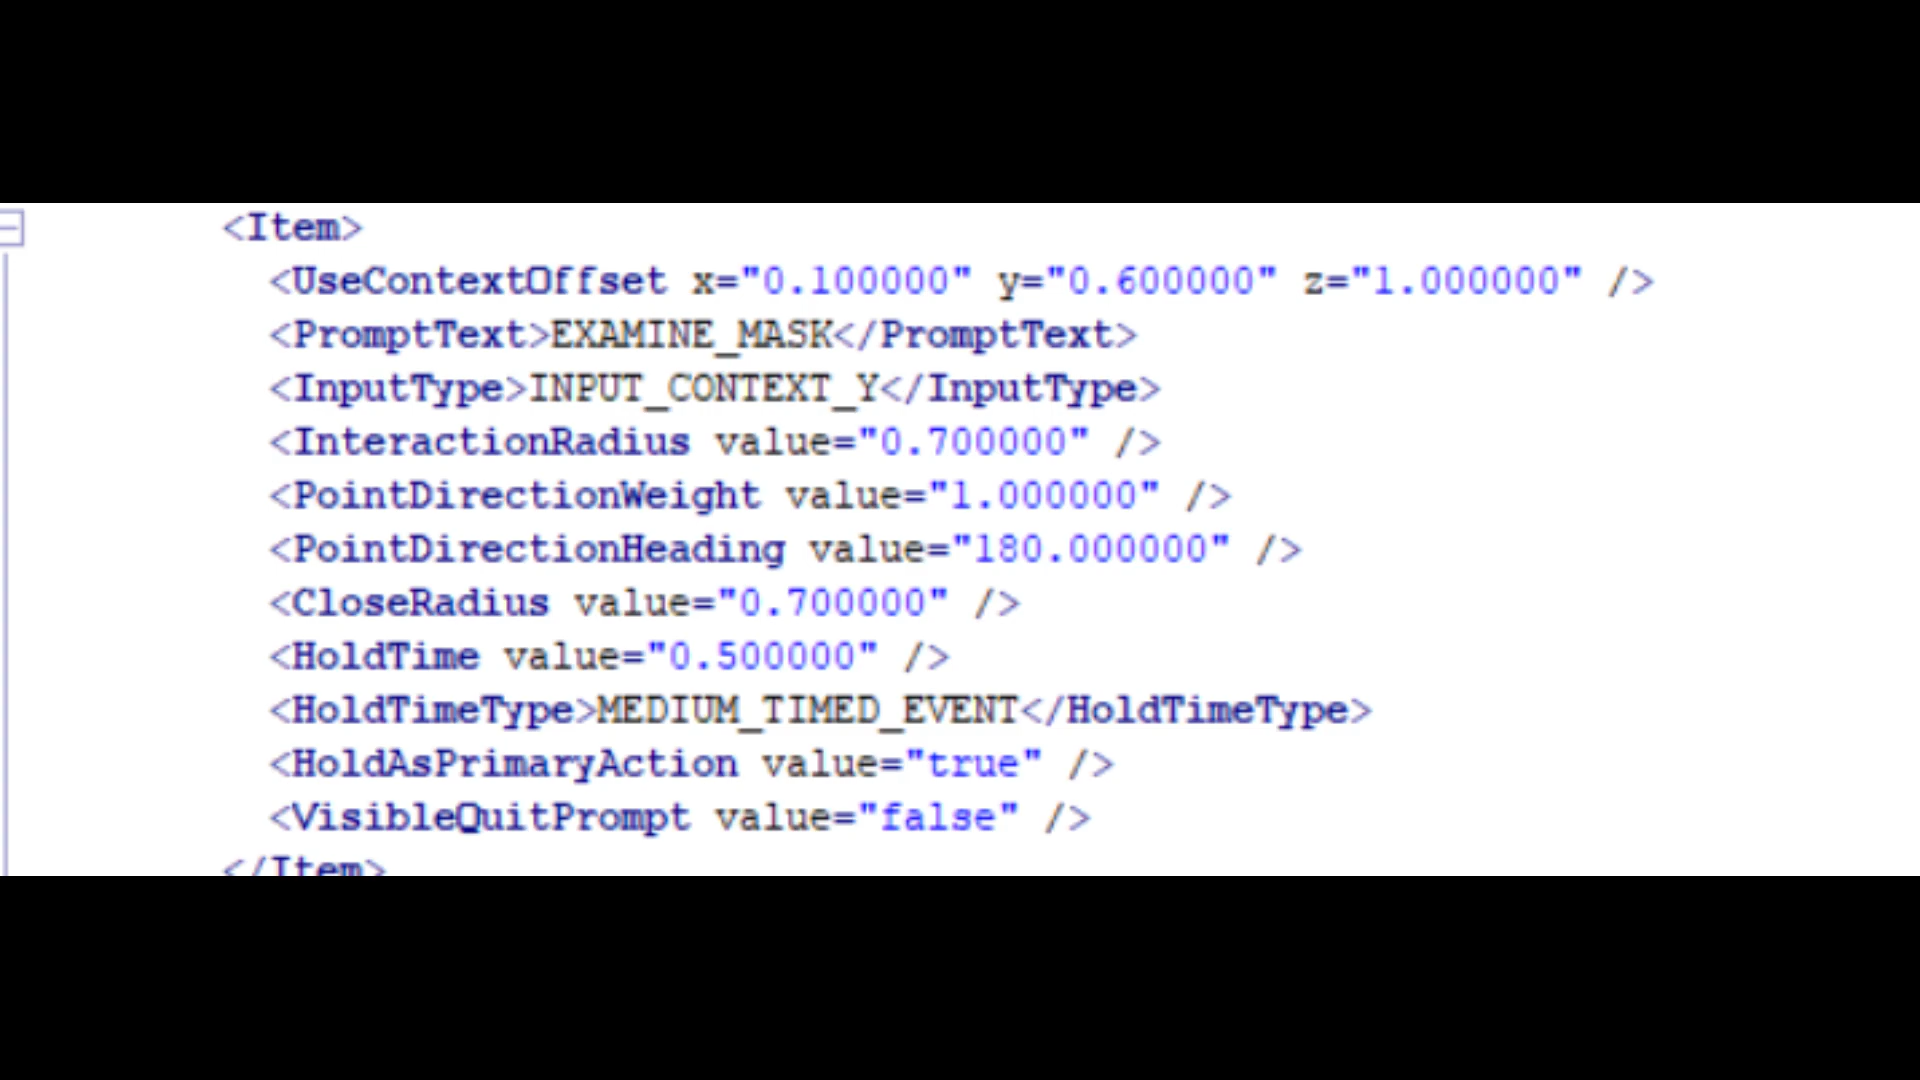 <Item>
<UseContextOffset x="0.100000" y="0.600000" z="1.000000" />
<PromptText>EXAMINE_MASK</PromptText>
<InputType>INPUT_CONTEXT_Y</InputType>
<InteractionRadius value="0.700000" />
<PointDirectionWeight value="1.000000" />
<PointDirectionHeading value="180.000000" />
<CloseRadius value="0.700000" />
<HoldTime value="0.500000" />
<HoldTimeType>MEDIUM_TIMED_EVENT</HoldTimeType>
<HoldAsPrimaryAction value="true" />
<VisibleQuitPrompt value="false" />
</Item>